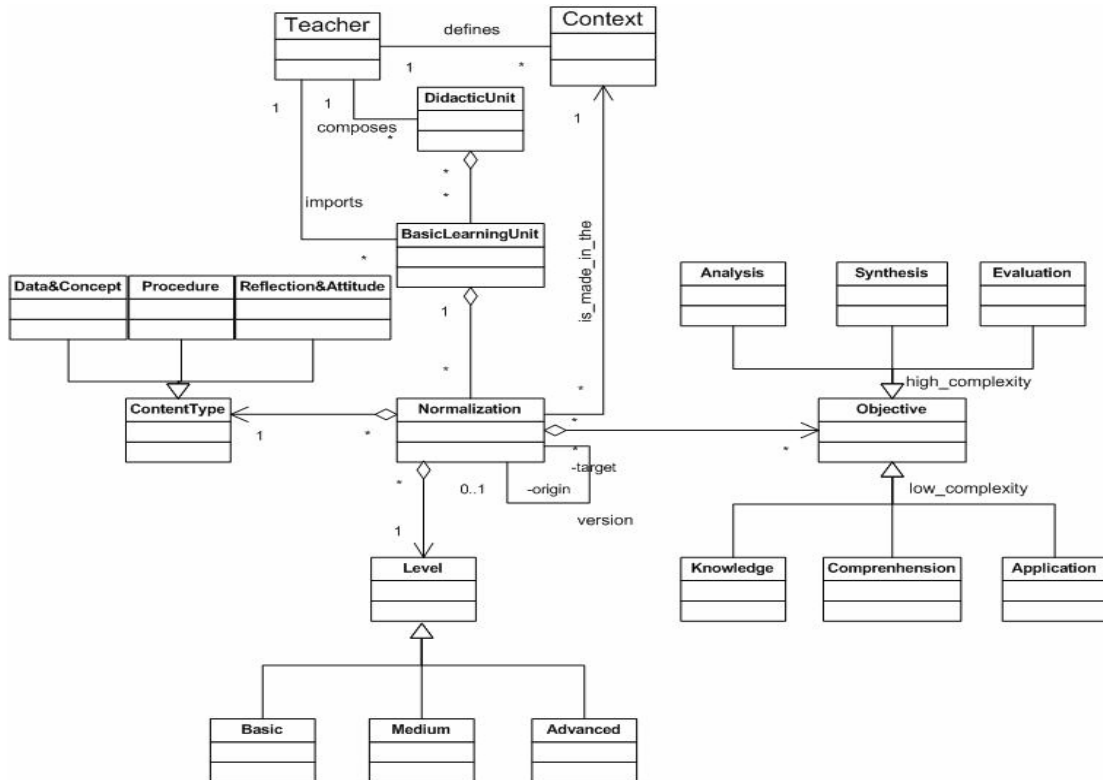 Teacher
defines
Context
1
*
1
1
DidacticUnit
1
composes
*
*
*
imports
BasicLearningUnit
*
is_made_in_the
Analysis
Synthesis
Evaluation
Data&Concept
Procedure
Reflection&Attitude
1
*
*
high_complexity
ContentType
Normalization
Objective
*
1
*
*
*
-target
*
0..1
-origin
low_complexity
version
1
Level
Knowledge
Comprenhension
Application
Basic
Medium
Advanced